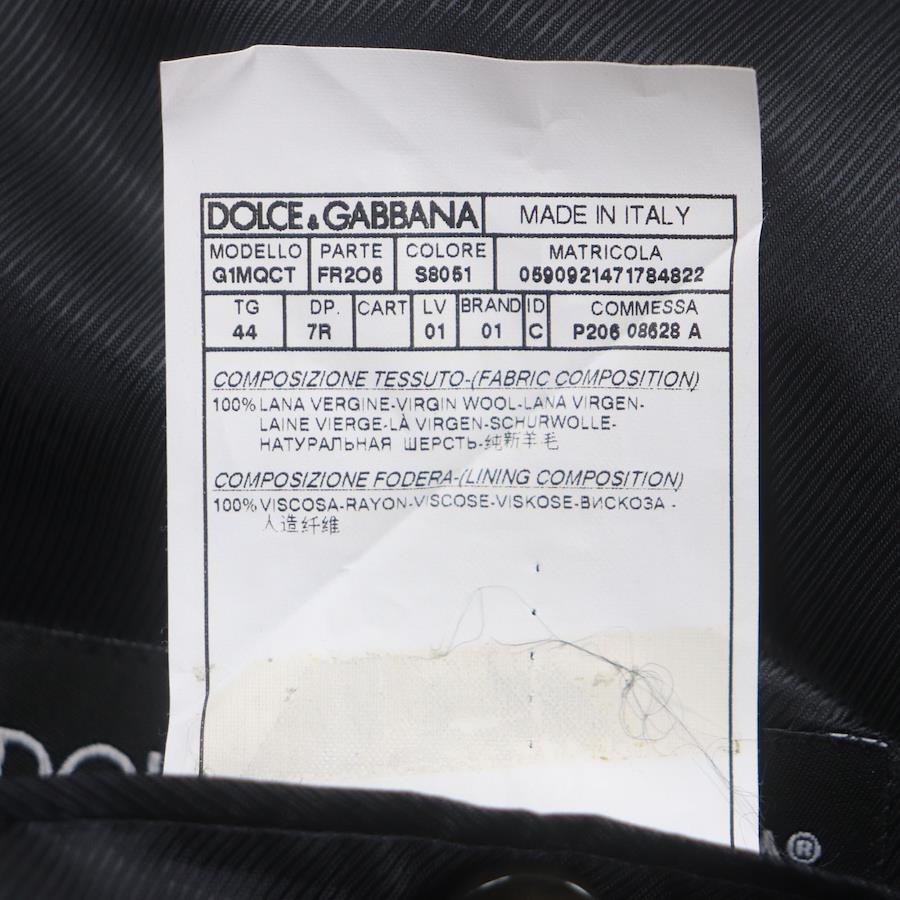 DOLCE & GABBANA MADE IN ITALY
MODELLO PARTE COLORE MATRICOLA
G1MQCT FR2O6 S8051 0590921471784822
TG DP. CART LV BRAND ID COMMESSA
44 7R 01 01 C P206 08628 A
COMPOSIZIONE TESSUTO-(FABRIC COMPOSITION)
100% LANA VERGINE-VIRGIN WOOL-LANA VIRGEN-
LAINE VIERGE-LÀ VIRGEN-SCHURWOLLE-
НАТУРАЛЬНАЯ ШЕРСТЬ-纯新羊毛
COMPOSIZIONE FODERA-(LINING COMPOSITION)
100% VISCOSA-RAYON-VISCOSE-VISKOSE-ВИСКОЗА -
人造纤维